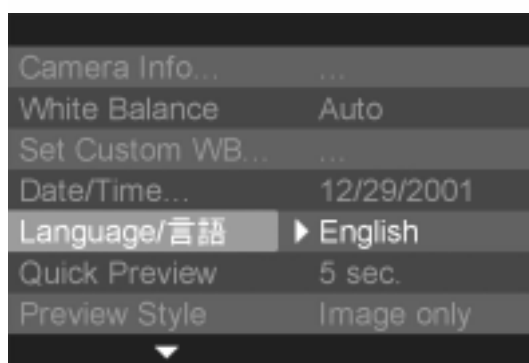 Camera Info... ...
White Balance Auto
Set Custom WB... ...
Date/Time... 12/29/2001
Language/言語 English
Quick Preview 5 sec.
Preview Style Image only